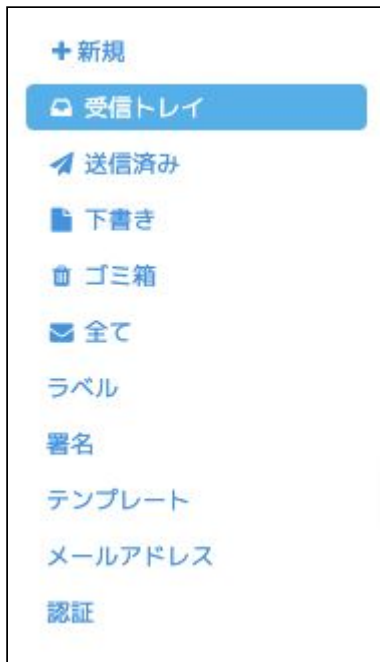 新規
受信トレイ
送信済み
下書き
ゴミ箱
全て
ラベル
署名
テンプレート
メールアドレス
認証